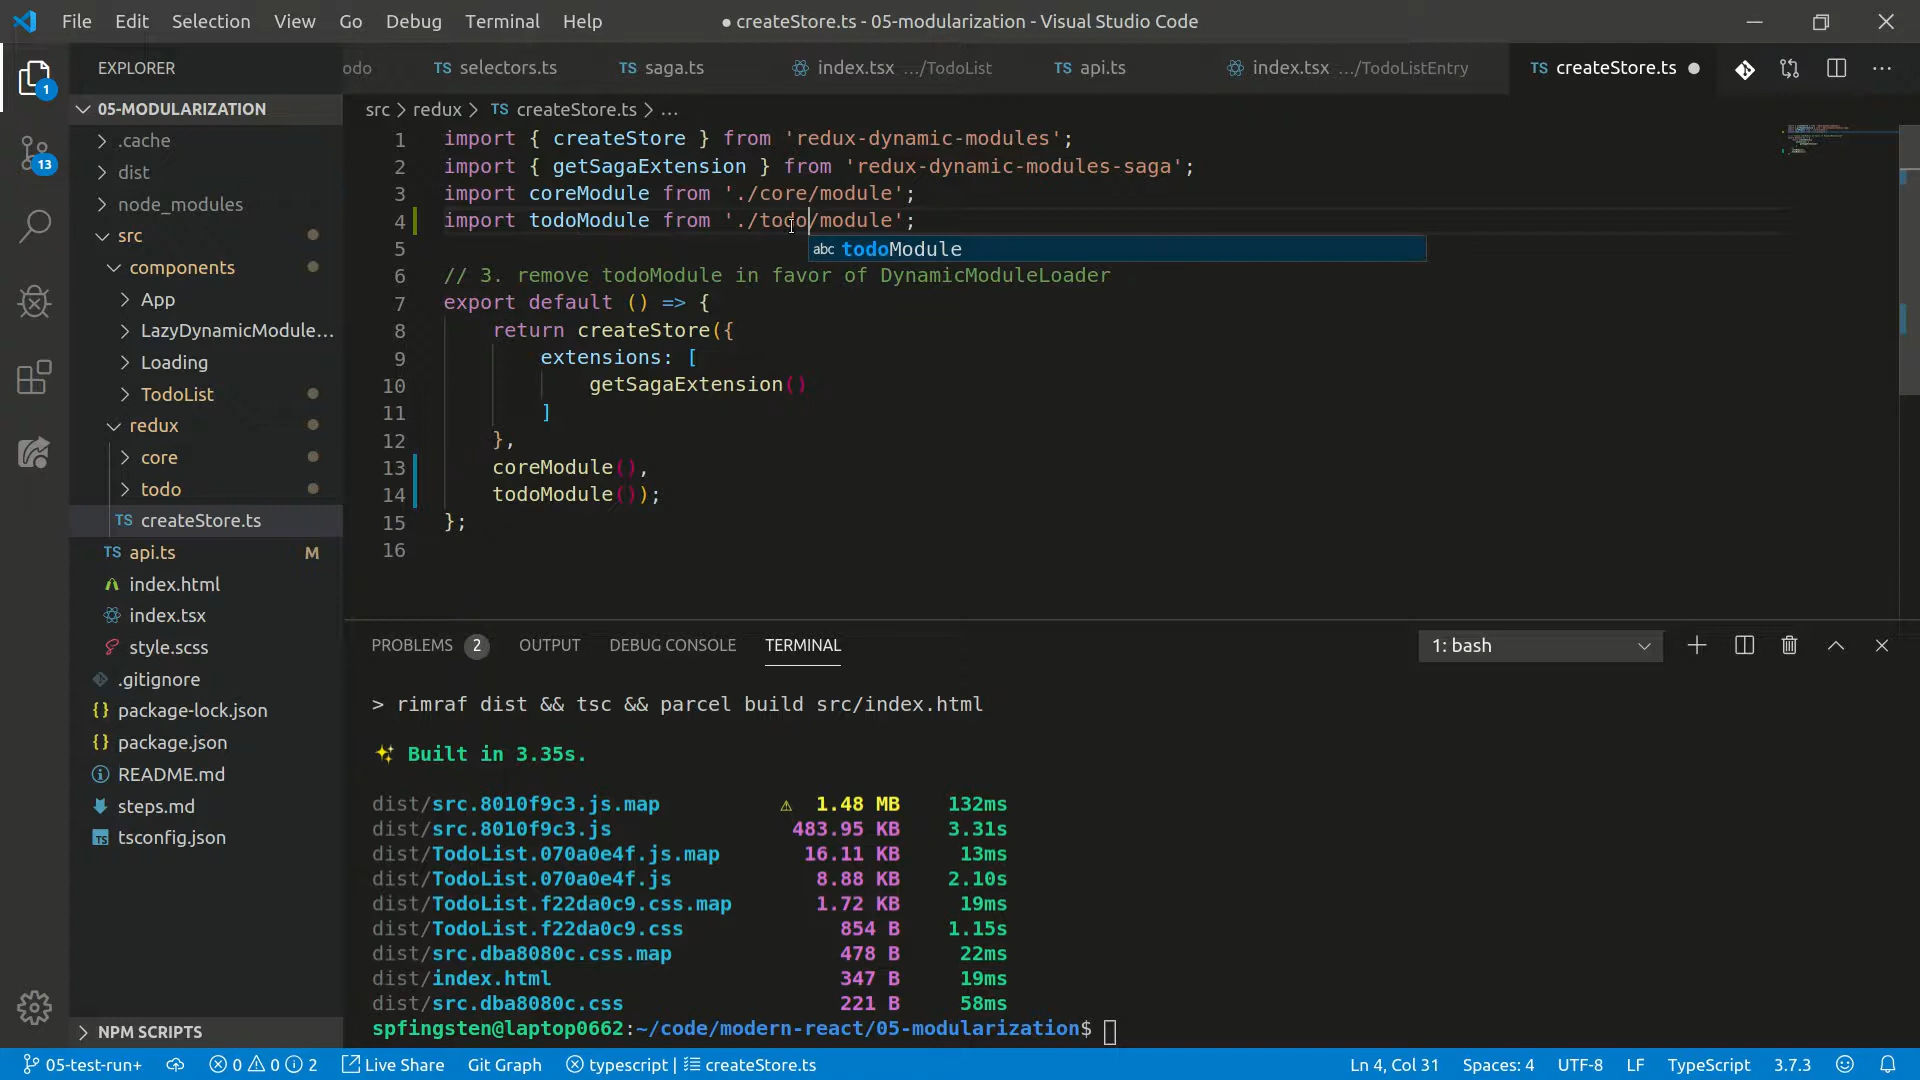 File Edit Selection View Go Debug Terminal Help
● createStore.ts - 05-modularization - Visual Studio Code
EXPLORER
odo TS selectors.ts TS saga.ts index.tsx .../TodoList TS api.ts index.tsx .../TodoListEntry TS createStore.ts ●
1
13
05-MODULARIZATION
.cache
dist
node_modules
src
components
App
LazyDynamicModule...
Loading
TodoList
redux
core
todo
TS createStore.ts
TS api.ts M
index.html
index.tsx
style.scss
.gitignore
{} package-lock.json
{} package.json
README.md
steps.md
TS tsconfig.json
NPM SCRIPTS
src > redux > TS createStore.ts > ...
1 import { createStore } from 'redux-dynamic-modules';
2 import { getSagaExtension } from 'redux-dynamic-modules-saga';
3 import coreModule from './core/module';
4 import todoModule from './todo/module';
abc todoModule
5
6 // 3. remove todoModule in favor of DynamicModuleLoader
7 export default () => {
8 return createStore({
9 extensions: [
10 getSagaExtension()
11 ]
12 },
13 coreModule(),
14 todoModule());
15 };
16
PROBLEMS 2 OUTPUT DEBUG CONSOLE TERMINAL 1: bash
> rimraf dist && tsc && parcel build src/index.html
✨ Built in 3.35s.
dist/src.8010f9c3.js.map ⚠ 1.48 MB 132ms
dist/src.8010f9c3.js 483.95 KB 3.31s
dist/TodoList.070a0e4f.js.map 16.11 KB 13ms
dist/TodoList.070a0e4f.js 8.88 KB 2.10s
dist/TodoList.f22da0c9.css.map 1.72 KB 19ms
dist/TodoList.f22da0c9.css 854 B 1.15s
dist/src.dba8080c.css.map 478 B 22ms
dist/index.html 347 B 19ms
dist/src.dba8080c.css 221 B 58ms
spfingsten@laptop0662:~/code/modern-react/05-modularization$
05-test-run+ 0 0 2 Live Share Git Graph typescript | createStore.ts Ln 4, Col 31 Spaces: 4 UTF-8 LF TypeScript 3.7.3